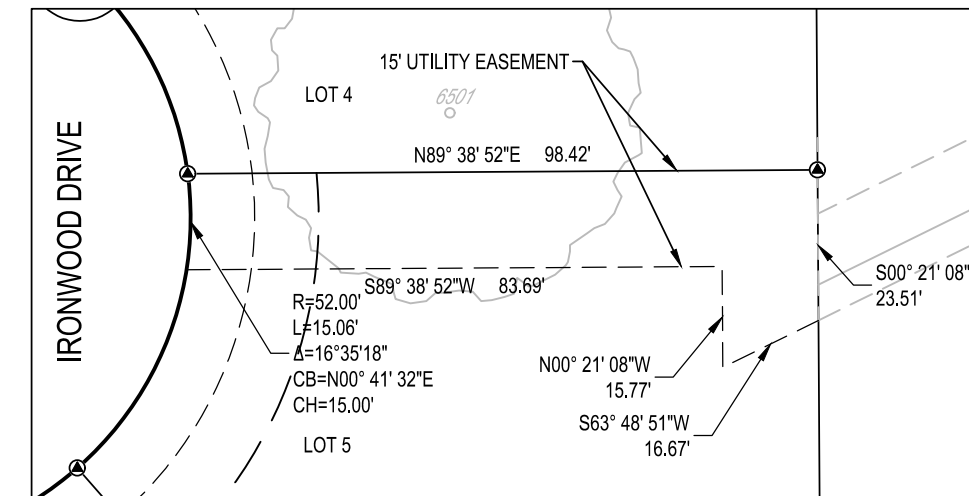 15' UTILITY EASEMENT
LOT 4
6501
IRONWOOD DRIVE
N89° 38' 52"E 98.42'
S89° 38' 52"W 83.69'
S00° 21' 08"
23.51'
R=52.00'
L=15.06'
Δ=16°35'18"
CB=N00° 41' 32"E
CH=15.00'
N00° 21' 08"W
15.77'
S63° 48' 51"W
16.67'
LOT 5